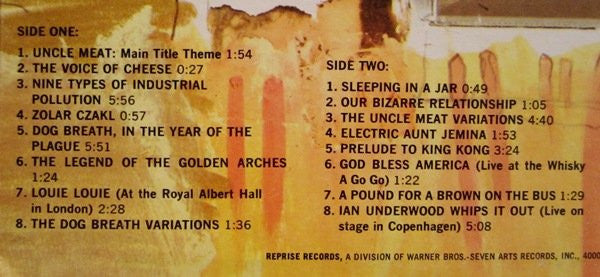 SIDE ONE:
1. UNCLE MEAT: Main Title Theme 1:54
2. THE VOICE OF CHEESE 0:27
3. NINE TYPES OF INDUSTRIAL
POLLUTION 5:56
4. ZOLAR CZAKL 0:57
5. DOG BREATH, IN THE YEAR OF THE
PLAGUE 5:51
6. THE LEGEND OF THE GOLDEN ARCHES
1:24
7. LOUIE LOUIE (At the Royal Albert Hall
in London) 2:28
8. THE DOG BREATH VARIATIONS 1:36
SIDE TWO:
1. SLEEPING IN A JAR 0:49
2. OUR BIZARRE RELATIONSHIP 1:05
3. THE UNCLE MEAT VARIATIONS 4:40
4. ELECTRIC AUNT JEMINA 1:53
5. PRELUDE TO KING KONG 3:24
6. GOD BLESS AMERICA (Live at the Whisky
A Go Go) 1:22
7. A POUND FOR A BROWN ON THE BUS 1:29
8. IAN UNDERWOOD WHIPS IT OUT (Live on
stage in Copenhagen) 5:08
REPRISE RECORDS, A DIVISION OF WARNER BROS.-SEVEN ARTS RECORDS, INC., 4000